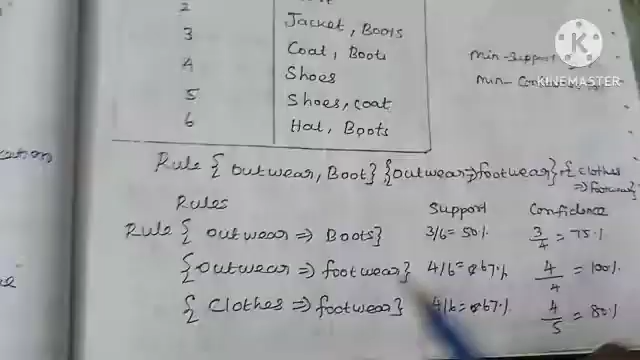 2
3 Jacket, Boots
4 Coat, Boots
5 Shoes
6 Shoes, coat
Hat, Boots
Min-Support
Min-
KINEMASTER
Rule { Outwear, Boot} {outwear=>footwear} {clothes
=> footwear}
Rules Support Confidence
Rule { outwear => Boots} 3/6=50% 3/4 = 75%
{outwear => footwear} 4/6=67% 4/4 = 100%
{ Clothes => footwear} 4/6=67% 4/5 = 80%